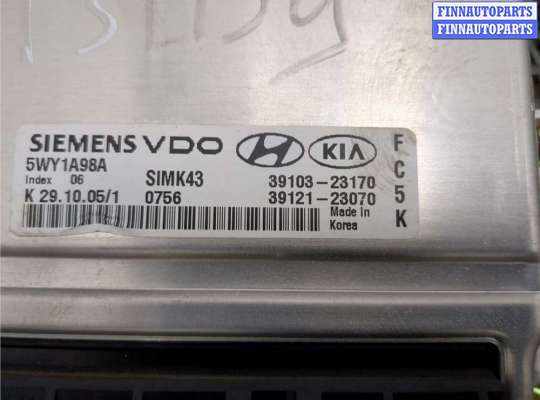 FINNAUTOPARTS
FINNAUTOPARTS
SIEMENS VDO KIA
5WY1A98A
Index 06 SIMK43 39103-23170
K 29.10.05/1 0756 39121-23070
Made in
Korea
F
C
5
K